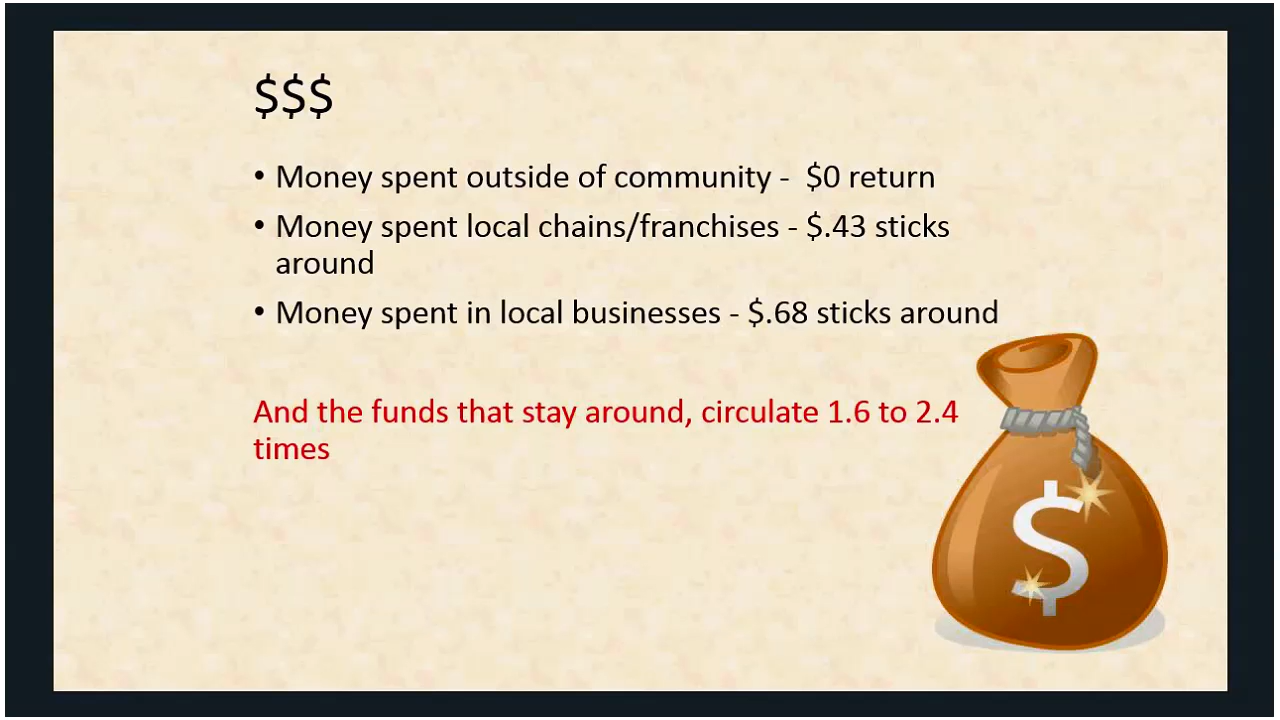 $$$
• Money spent outside of community -  $0 return
• Money spent local chains/franchises - $.43 sticks
around
• Money spent in local businesses - $.68 sticks around
And the funds that stay around, circulate 1.6 to 2.4
times
$